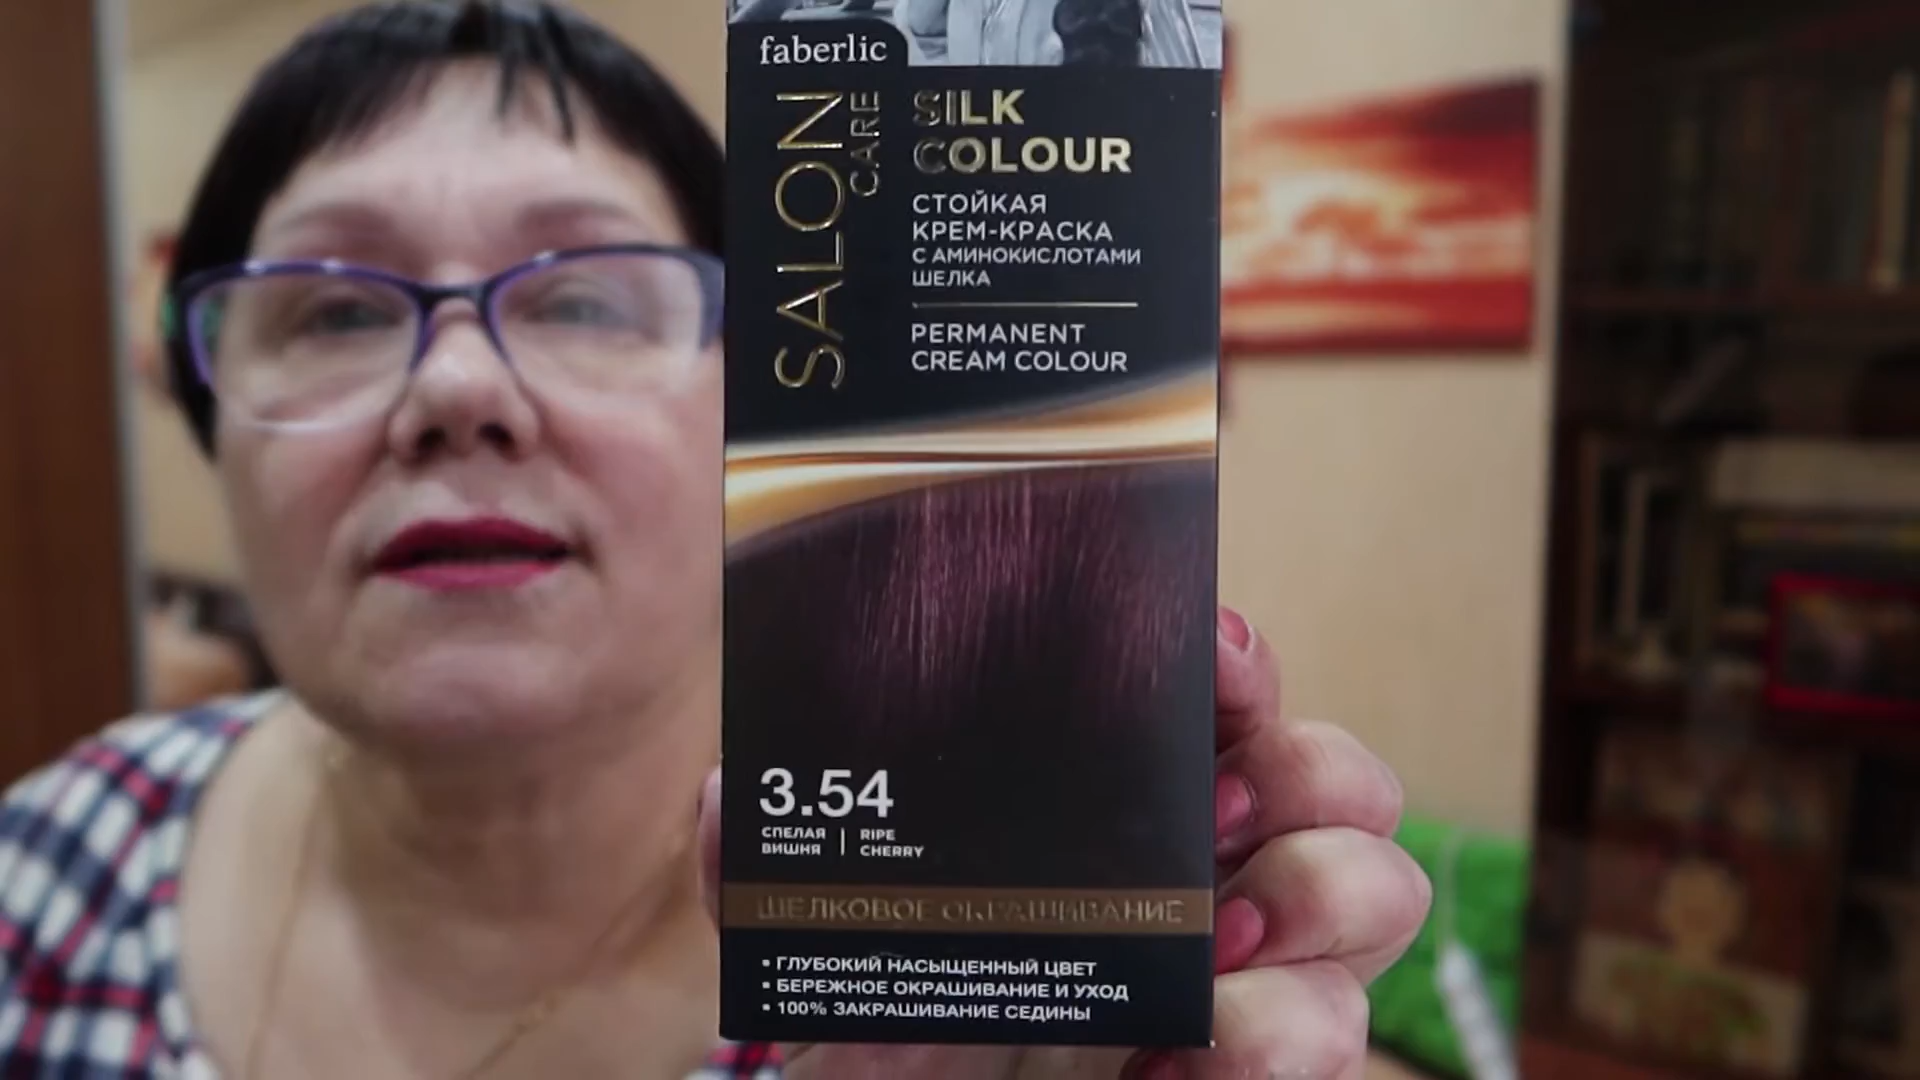 faberlic
SALON
CARE
SILK
COLOUR
СТОЙКАЯ
КРЕМ-КРАСКА
С АМИНОКИСЛОТАМИ
ШЕЛКА
PERMANENT
CREAM COLOUR
3.54
СПЕЛАЯ
ВИШНЯ
RIPE
CHERRY
ШЕЛКОВОЕ ОКРАШИВАНИЕ
• ГЛУБОКИЙ НАСЫЩЕННЫЙ ЦВЕТ
• БЕРЕЖНОЕ ОКРАШИВАНИЕ И УХОД
• 100% ЗАКРАШИВАНИЕ СЕДИНЫ